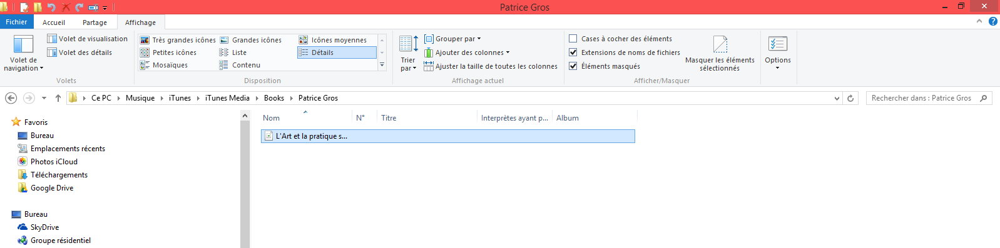 Patrice Gros
Fichier Accueil Partage Affichage
Volet de navigation
Volet de visualisation
Volet des détails
Volets
Très grandes icônes Grandes icônes Icônes moyennes
Petites icônes Liste Détails
Mosaïques Contenu
Disposition
Trier par
Grouper par
Ajouter des colonnes
Ajuster la taille de toutes les colonnes
Affichage actuel
Cases à cocher des éléments
Extensions de noms de fichiers
Éléments masqués
Masquer les éléments
sélectionnés
Afficher/Masquer
Options
Ce PC Musique iTunes iTunes Media Books Patrice Gros
Rechercher dans : Patrice Gros
Favoris
Bureau
Emplacements récents
Photos iCloud
Téléchargements
Google Drive
Bureau
SkyDrive
Groupe résidentiel
Nom N° Titre Interprètes ayant p... Album
L'Art et la pratique s...